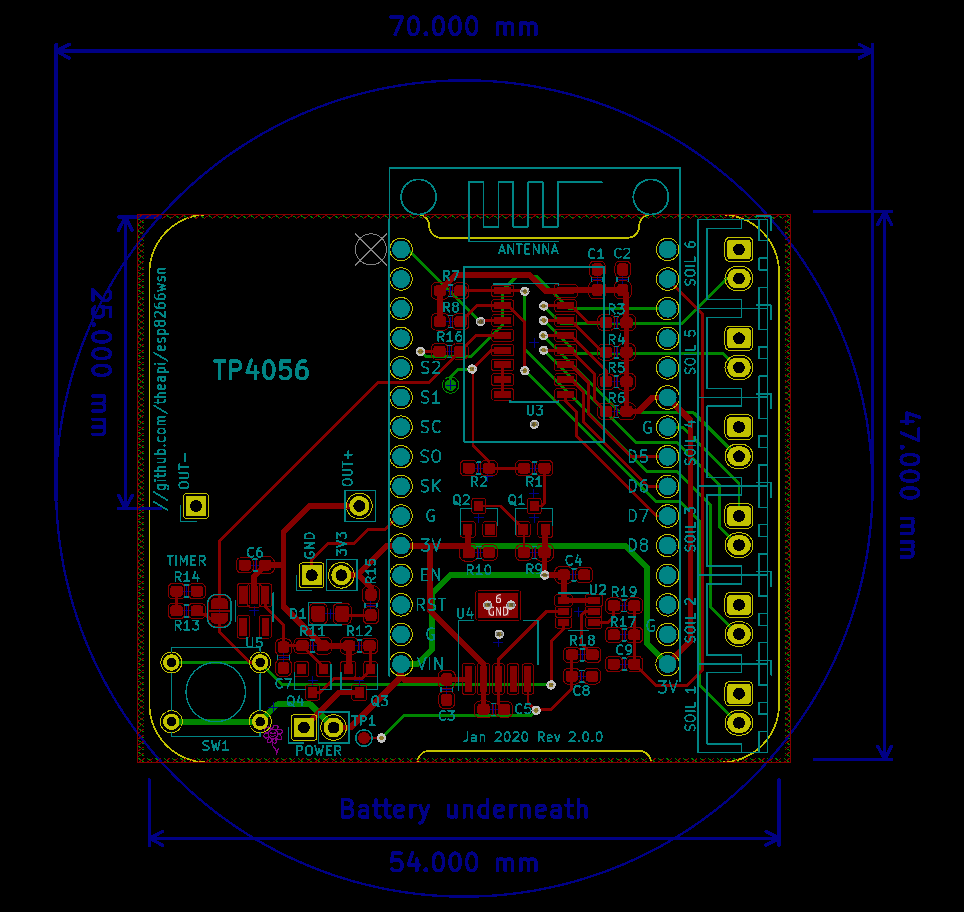 70.000 mm
ANTENNA
SOIL 6
C1
C2
R7
R8
R16
R3
R4
R5
R6
U3
SOIL 5
25.000 mm
//github.com/theapi/esp8266wsn
TP4056
S2
S1
SC
SO
SK
G
3V
EN
RST
G
VIN
G
D5
D6
D7
D8
G
3V
SOIL 4
47.000 mm
OUT-
OUT+
R2
R1
Q2
Q1
SOIL 3
GND
3V3
R15
R10
R9
TIMER
C6
R14
R13
D1
C4
U2
R19
6
GND
U4
R17
R18
SOIL 2
U5
R11
R12
C7
C9
C8
Q4
Q3
C3
C5
TP1
SOIL 1
SW1
POWER
Jan 2020 Rev 2.0.0
Battery underneath
54.000 mm